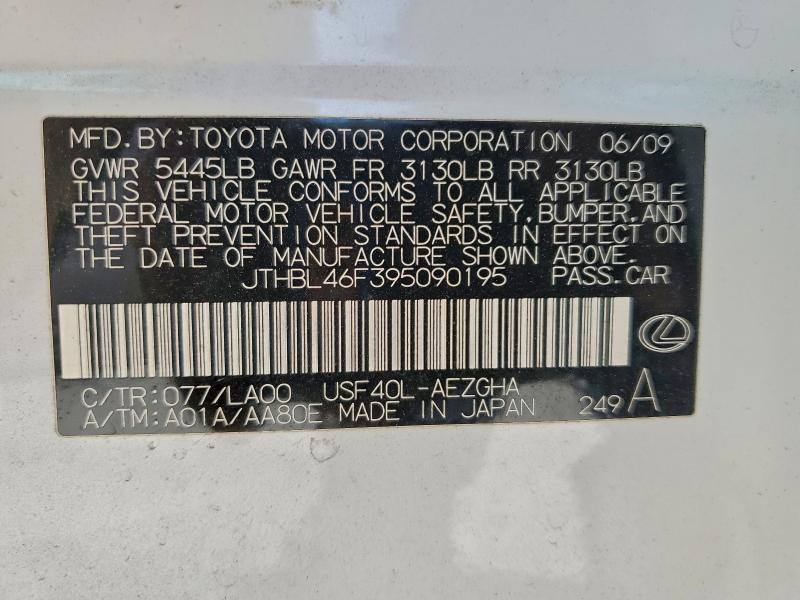 MFD.BY:TOYOTA MOTOR CORPORATION 06/09
GVWR 5445LB GAWR FR 3130LB RR 3130LB
THIS VEHICLE CONFORMS TO ALL APPLICABLE
FEDERAL MOTOR VEHICLE SAFETY,BUMPER,AND
THEFT PREVENTION STANDARDS IN EFFECT ON
THE DATE OF MANUFACTURE SHOWN ABOVE.
JTHBL46F395090195 PASS.CAR
C/TR:077/LA00 USF40L-AEZGHA
A/TM:A01A/AA80E MADE IN JAPAN 249 A